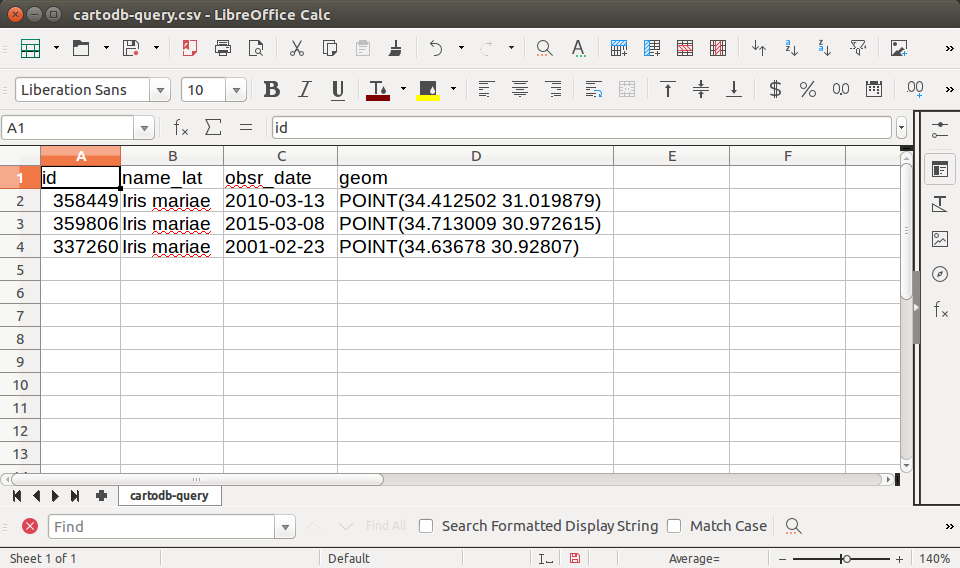 cartodb-query.csv - LibreOffice Calc
Liberation Sans 10
A1 id
A B C D E F
1 id name_lat obsr_date geom
2 358449 Iris mariae 2010-03-13 POINT(34.412502 31.019879)
3 359806 Iris mariae 2015-03-08 POINT(34.713009 30.972615)
4 337260 Iris mariae 2001-02-23 POINT(34.63678 30.92807)
5
6
7
8
9
10
11
12
13
cartodb-query
Find Find All Search Formatted Display String Match Case
Sheet 1 of 1 Default Average= 140%